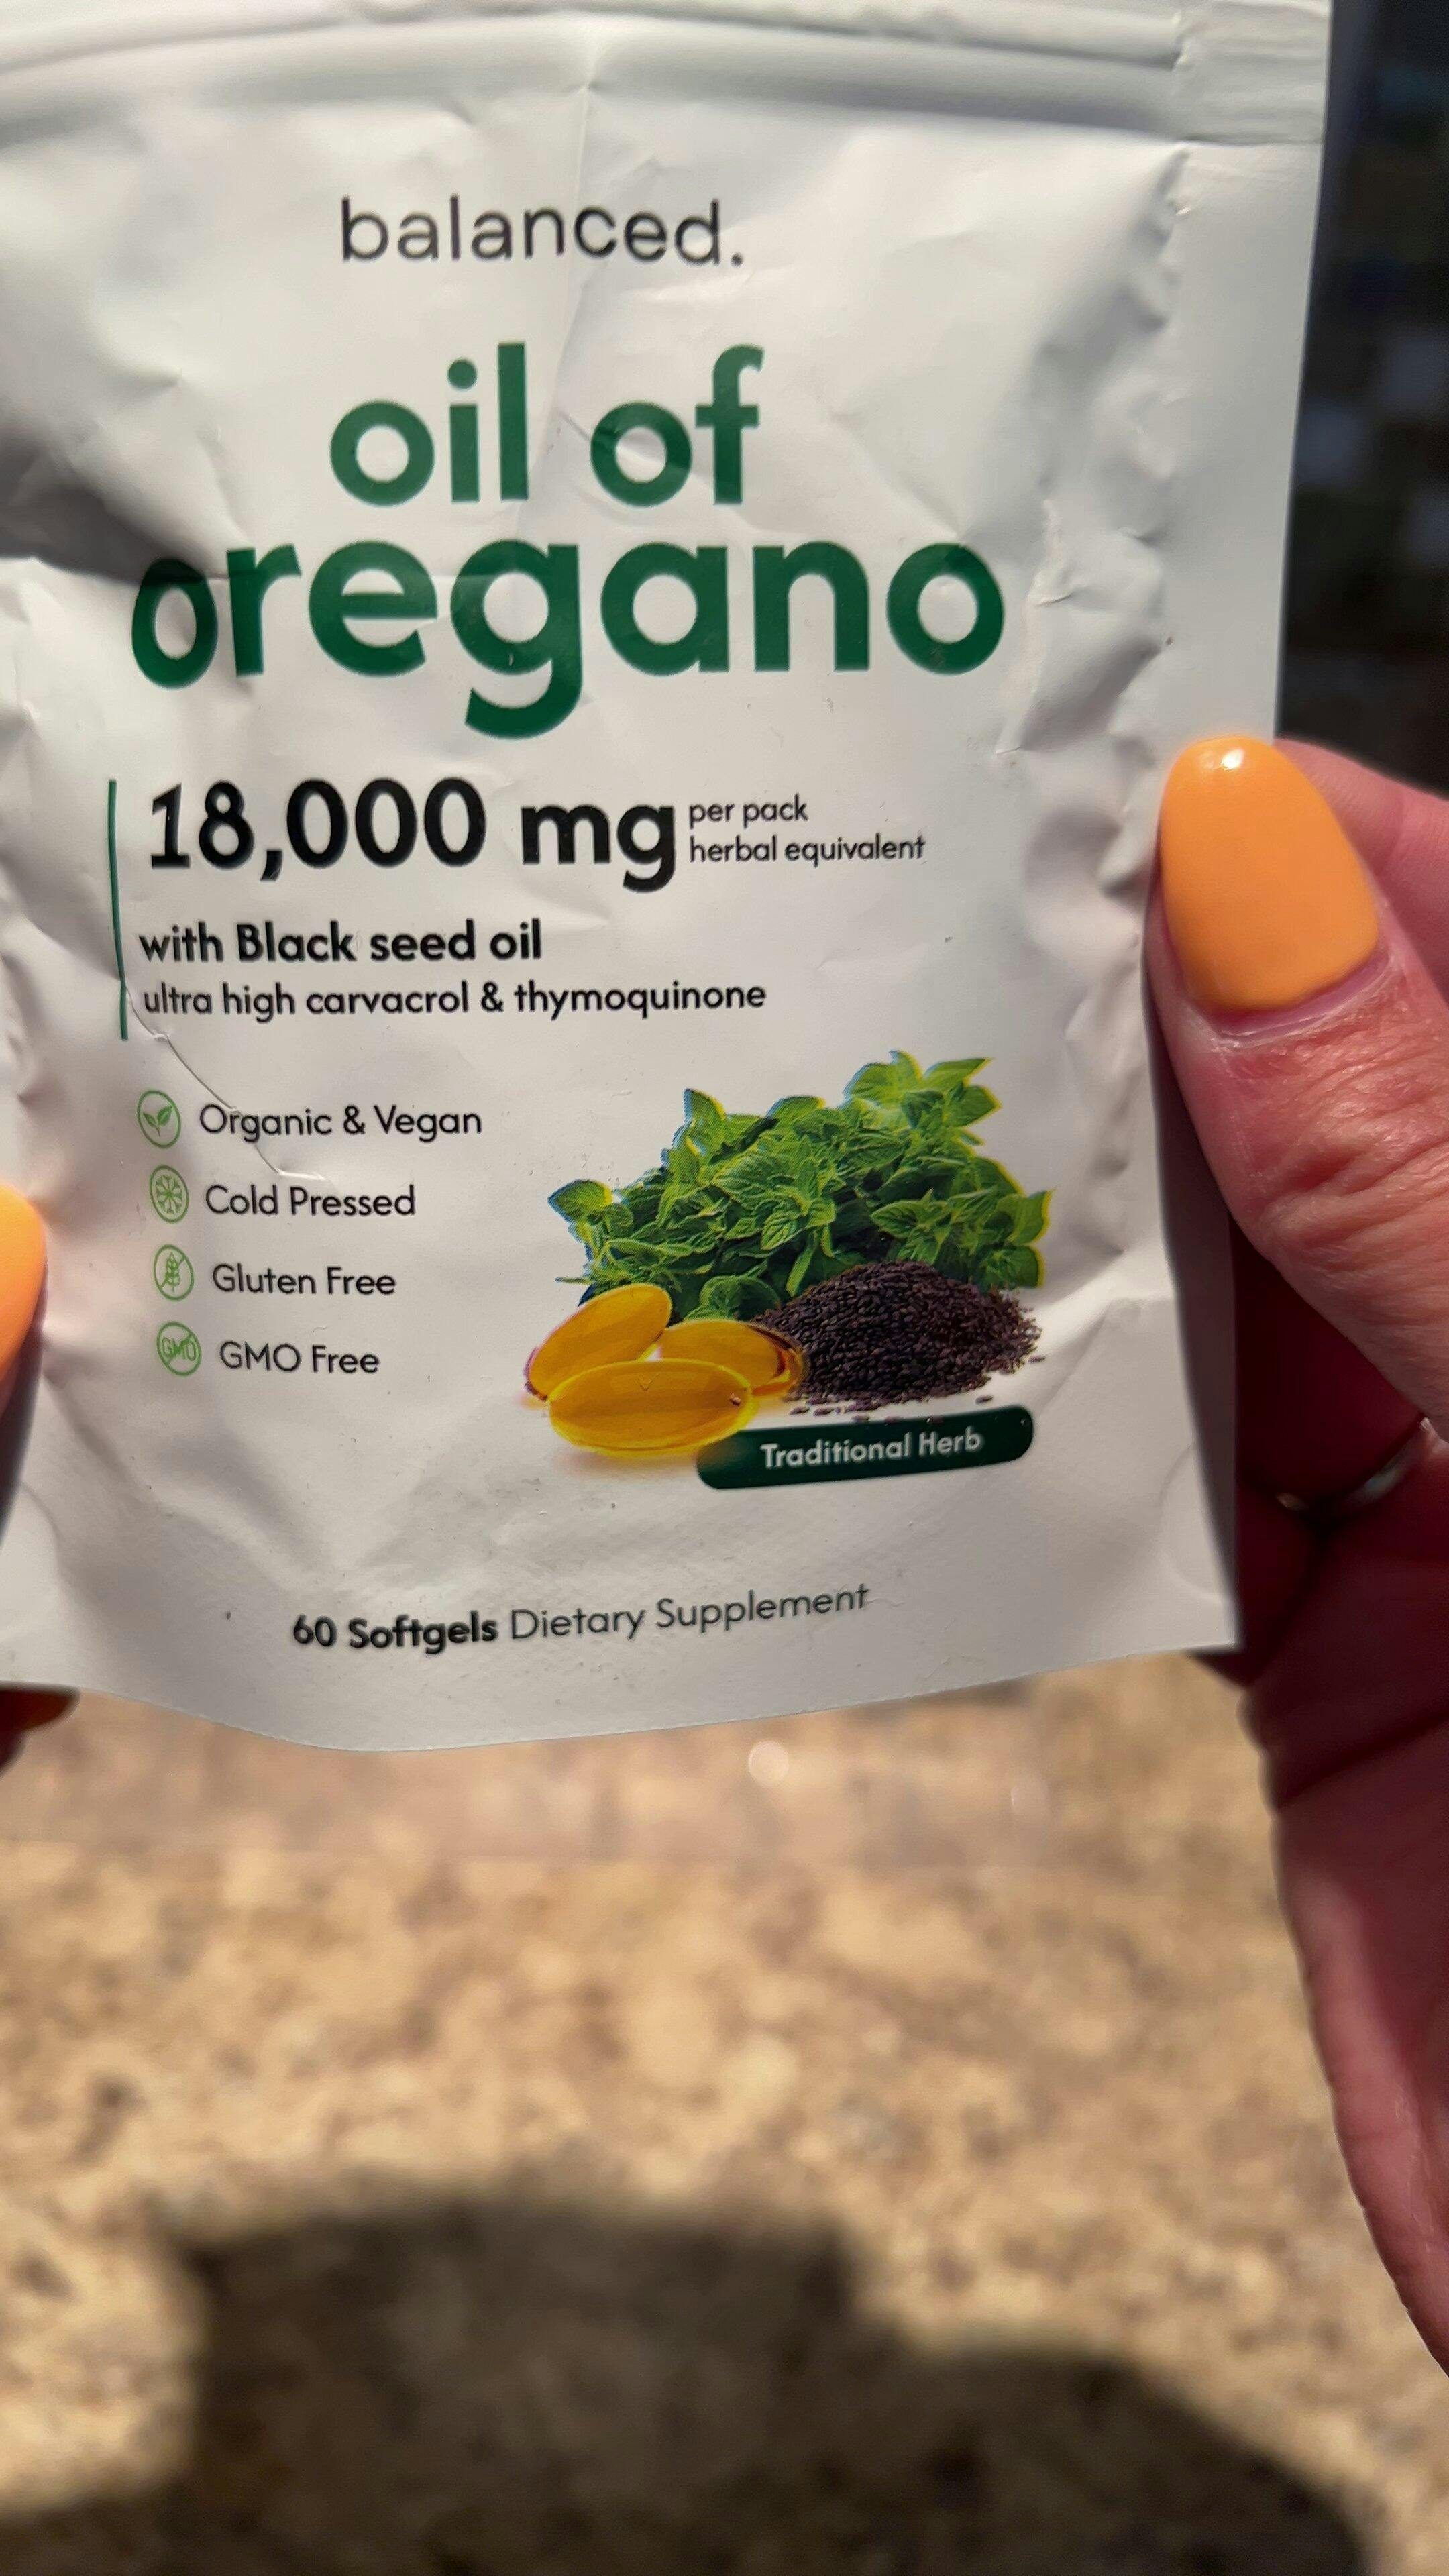 balanced.
oil of
oregano
18,000 mg per pack
herbal equivalent
with Black seed oil
ultra high carvacrol & thymoquinone
Organic & Vegan
Cold Pressed
Gluten Free
GMO
GMO Free
Traditional Herb
60 Softgels Dietary Supplement